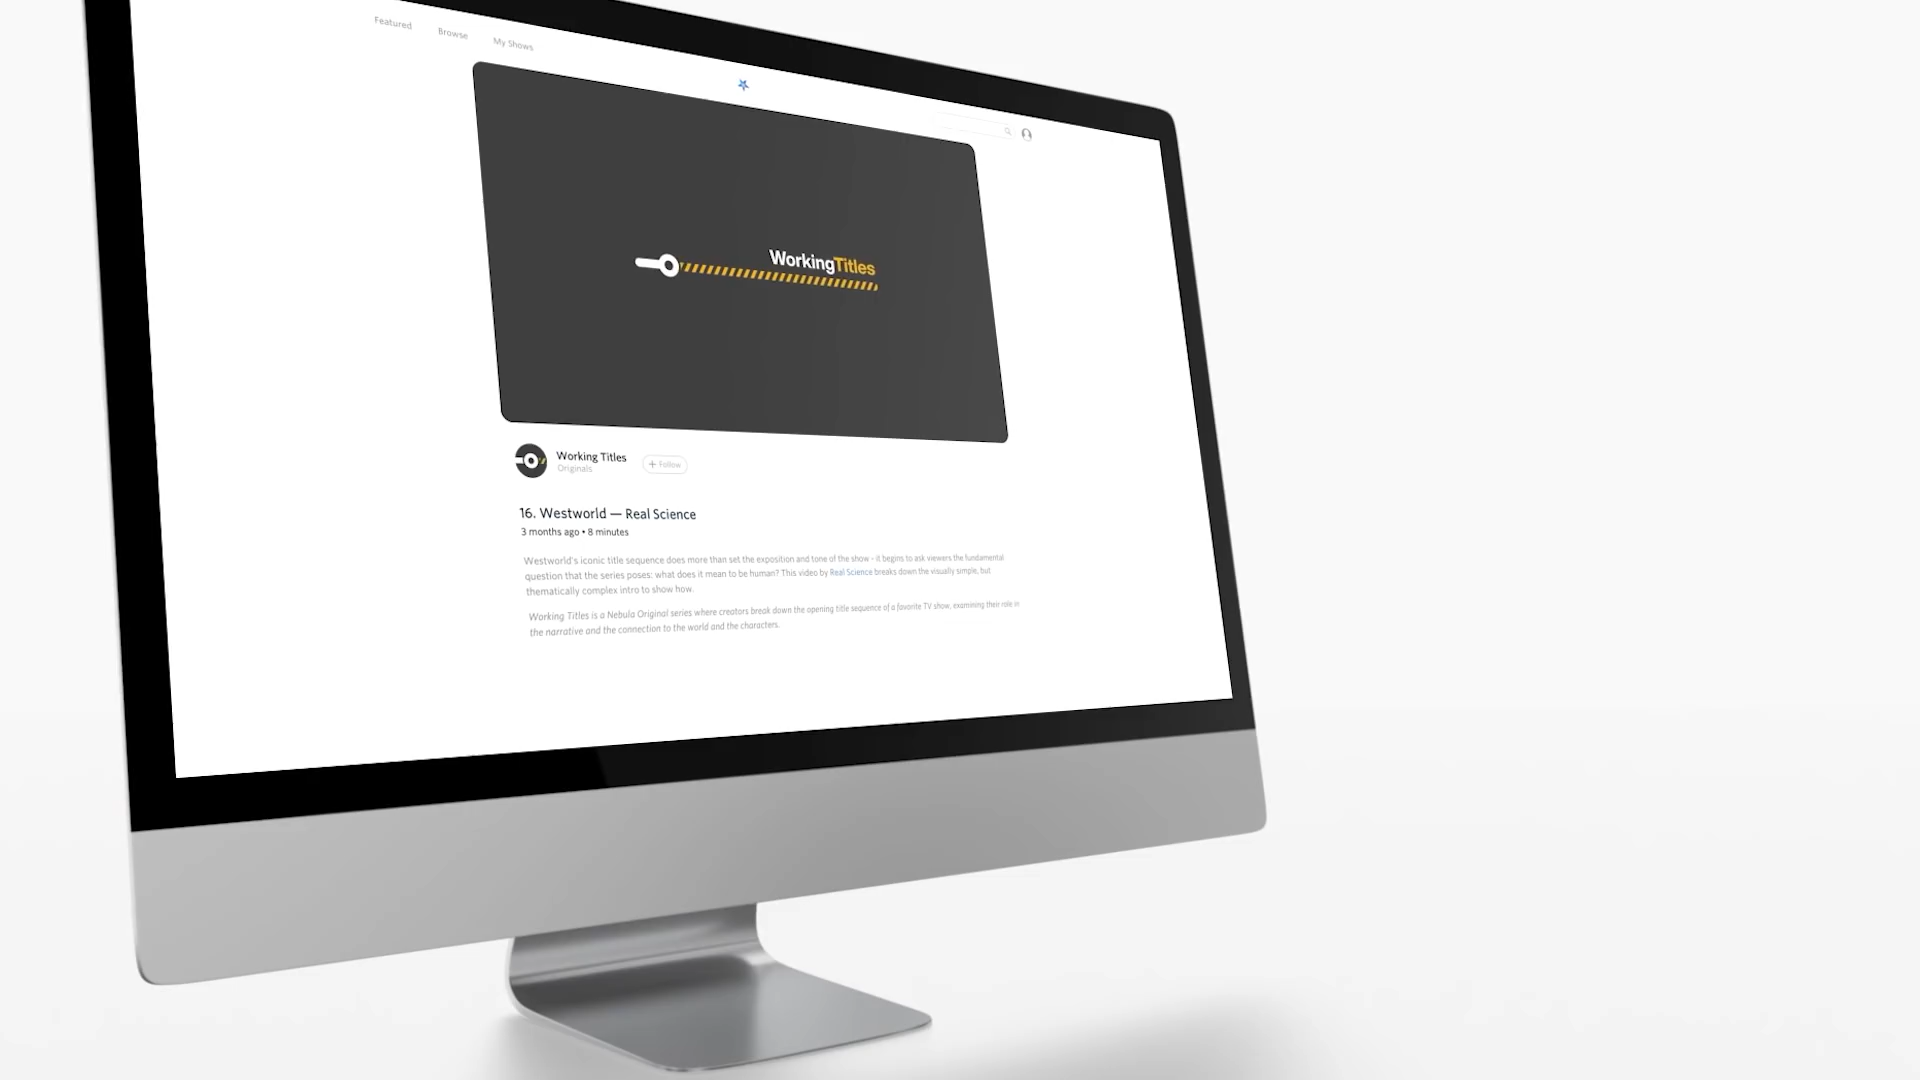 Featured
Browse
My Shows
WorkingTitles
Working Titles
Originals
+ Follow
16. Westworld — Real Science
3 months ago • 8 minutes
Westworld's iconic title sequence does more than set the exposition and tone of the show - it begins to ask viewers the fundamental
question that the series poses: what does it mean to be human? This video by Real Science breaks down the visually simple, but
thematically complex intro to show how.
Working Titles is a Nebula Original series where creators break down the opening title sequence of a favorite TV show, examining their role in
the narrative and the connection to the world and the characters.